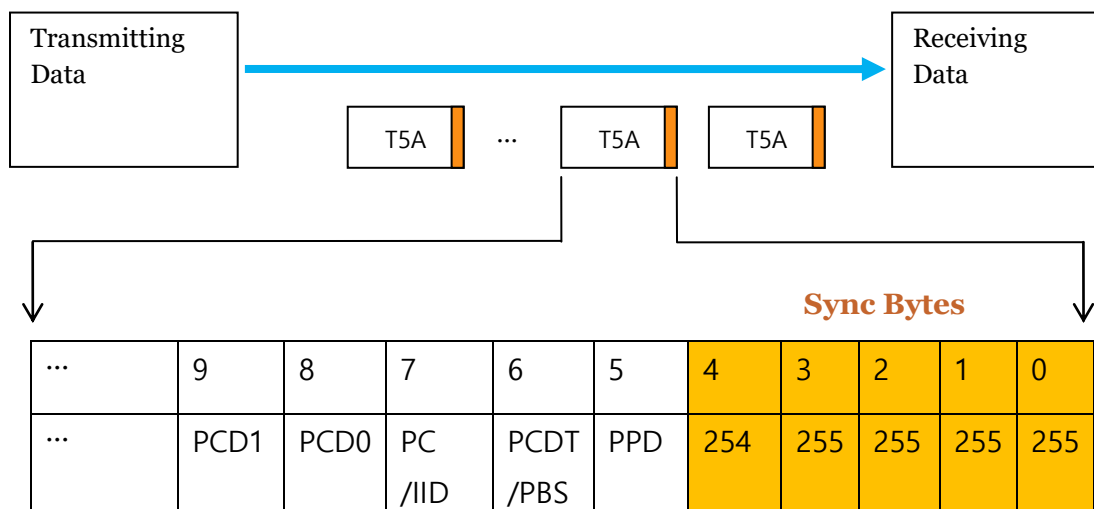 Transmitting
Data
Receiving
Data
T5A
...
T5A
T5A
Sync Bytes
... 9 8 7 6 5 4 3 2 1 0
... PCD1 PCD0 PC PCDT PPD 254 255 255 255 255
/IID /PBS